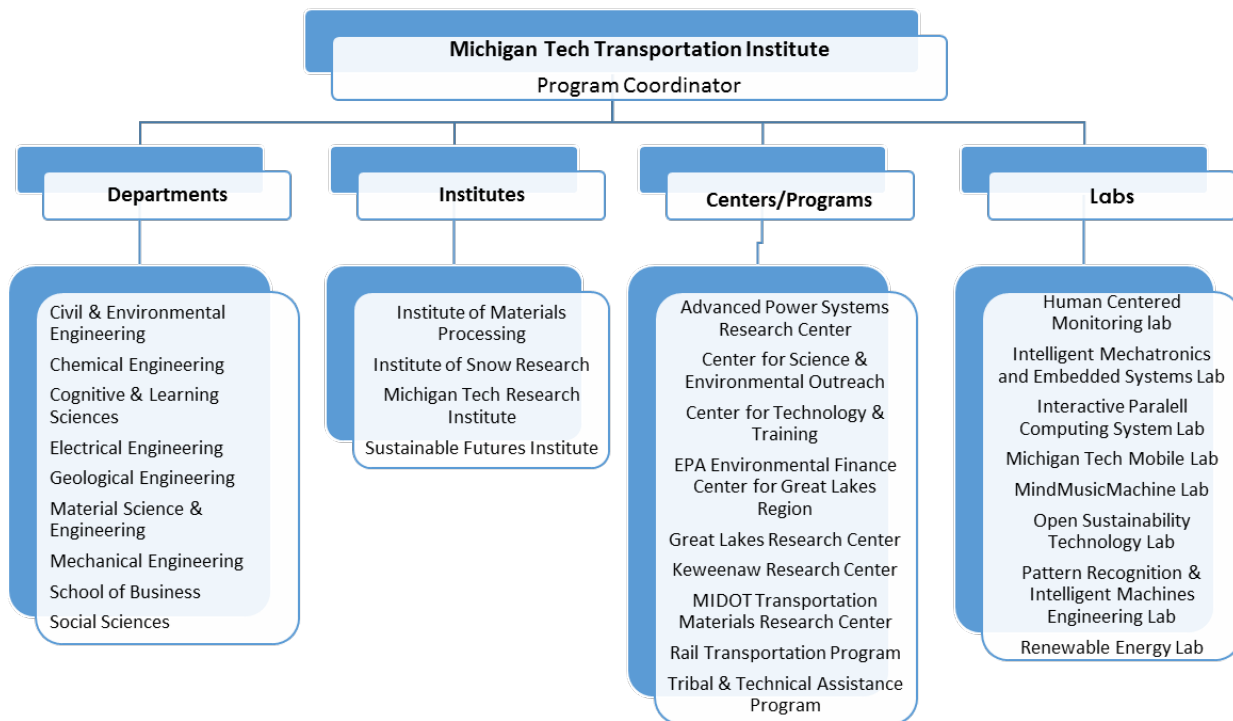 Michigan Tech Transportation Institute
Program Coordinator
Departments
Civil & Environmental
Engineering
Chemical Engineering
Cognitive & Learning
Sciences
Electrical Engineering
Geological Engineering
Material Science &
Engineering
Mechanical Engineering
School of Business
Social Sciences
Institutes
Institute of Materials
Processing
Institute of Snow Research
Michigan Tech Research
Institute
Sustainable Futures Institute
Centers/Programs
Advanced Power Systems
Research Center
Center for Science &
Environmental Outreach
Center for Technology &
Training
EPA Environmental Finance
Center for Great Lakes
Region
Great Lakes Research Center
Keweenaw Research Center
MIDOT Transportation
Materials Research Center
Rail Transportation Program
Tribal & Technical Assistance
Program
Labs
Human Centered
Monitoring lab
Intelligent Mechatronics
and Embedded Systems Lab
Interactive Paralell
Computing System Lab
Michigan Tech Mobile Lab
MindMusicMachine Lab
Open Sustainability
Technology Lab
Pattern Recognition &
Intelligent Machines
Engineering Lab
Renewable Energy Lab